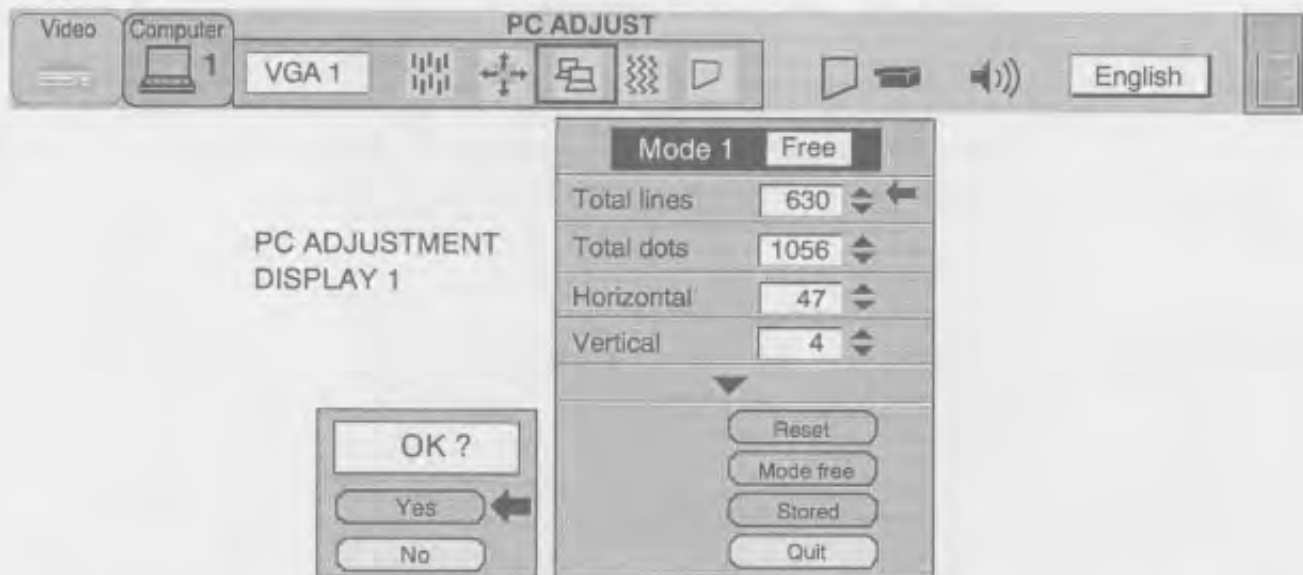 Video
Computer
1
PC ADJUST
VGA 1
English
Mode 1 Free
Total lines 630
Total dots 1056
Horizontal 47
Vertical 4
PC ADJUSTMENT
DISPLAY 1
Reset
Mode free
Stored
Quit
OK ?
Yes
No